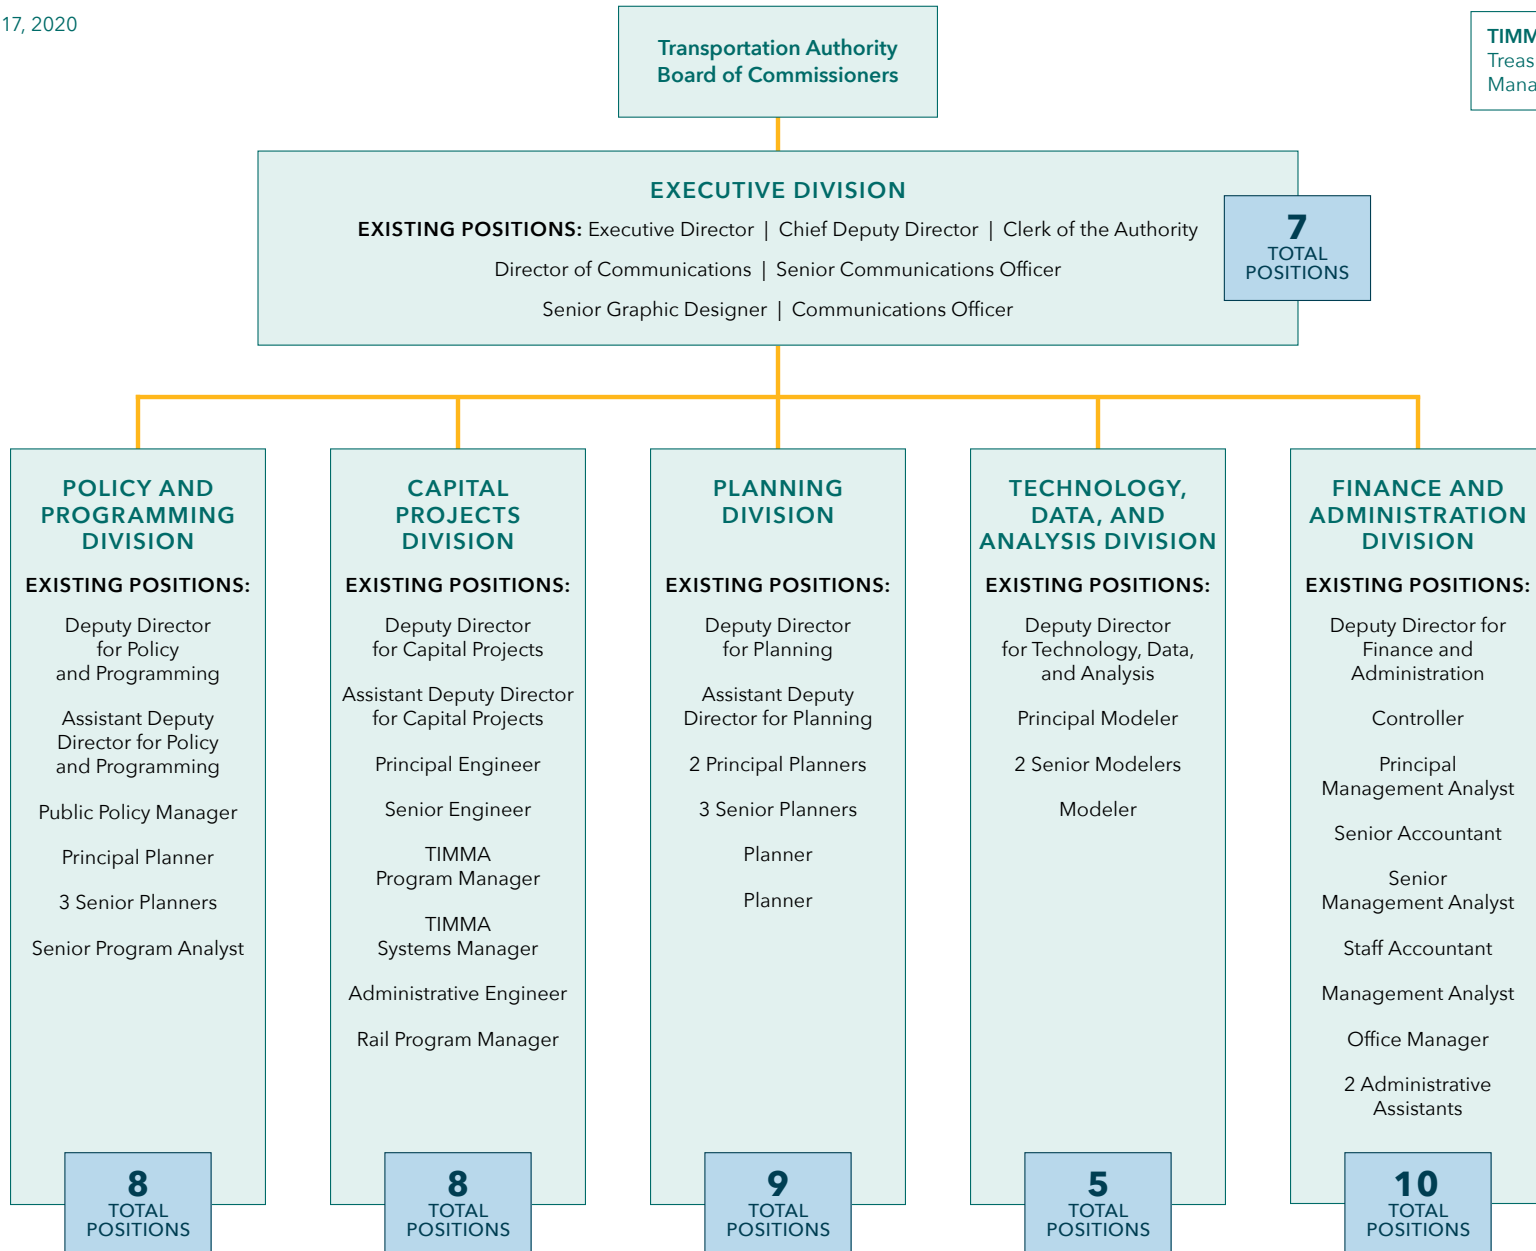 17, 2020
Transportation Authority
Board of Commissioners
TIMM
Treas
Mana
EXECUTIVE DIVISION
EXISTING POSITIONS: Executive Director | Chief Deputy Director | Clerk of the Authority
Director of Communications | Senior Communications Officer
Senior Graphic Designer | Communications Officer
7
TOTAL
POSITIONS
POLICY AND
PROGRAMMING
DIVISION
EXISTING POSITIONS:
Deputy Director
for Policy
and Programming
Assistant Deputy
Director for Policy
and Programming
Public Policy Manager
Principal Planner
3 Senior Planners
Senior Program Analyst
8
TOTAL
POSITIONS
CAPITAL
PROJECTS
DIVISION
EXISTING POSITIONS:
Deputy Director
for Capital Projects
Assistant Deputy Director
for Capital Projects
Principal Engineer
Senior Engineer
TIMMA
Program Manager
TIMMA
Systems Manager
Administrative Engineer
Rail Program Manager
8
TOTAL
POSITIONS
PLANNING
DIVISION
EXISTING POSITIONS:
Deputy Director
for Planning
Assistant Deputy
Director for Planning
2 Principal Planners
3 Senior Planners
Planner
Planner
9
TOTAL
POSITIONS
TECHNOLOGY,
DATA, AND
ANALYSIS DIVISION
EXISTING POSITIONS:
Deputy Director
for Technology, Data,
and Analysis
Principal Modeler
2 Senior Modelers
Modeler
5
TOTAL
POSITIONS
FINANCE AND
ADMINISTRATION
DIVISION
EXISTING POSITIONS:
Deputy Director for
Finance and
Administration
Controller
Principal
Management Analyst
Senior Accountant
Senior
Management Analyst
Staff Accountant
Management Analyst
Office Manager
2 Administrative
Assistants
10
TOTAL
POSITIONS